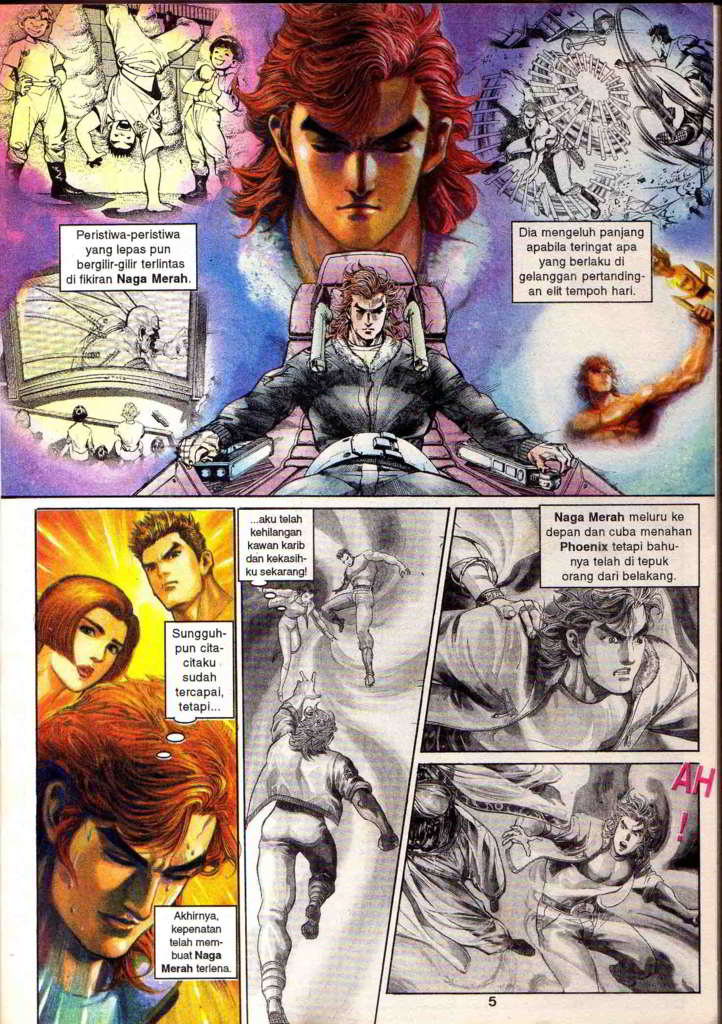 Peristiwa-peristiwa
yang lepas pun
bergilir-gilir terlintas
di fikiran Naga Merah.
Dia mengeluh panjang
apabila teringat apa
yang berlaku di
gelanggan pertanding-
an elit tempoh hari.
Sungguh-
pun cita-
citaku
sudah
tercapai,
tetapi...
Akhirnya,
kepenatan
telah mem-
buat Naga
Merah terlena.
...aku telah
kehilangan
kawan karib
dan kekasih-
ku sekarang!
Naga Merah meluru ke
depan dan cuba menahan
Phoenix tetapi bahu-
nya telah di tepuk
orang dari belakang.
AH
!
5